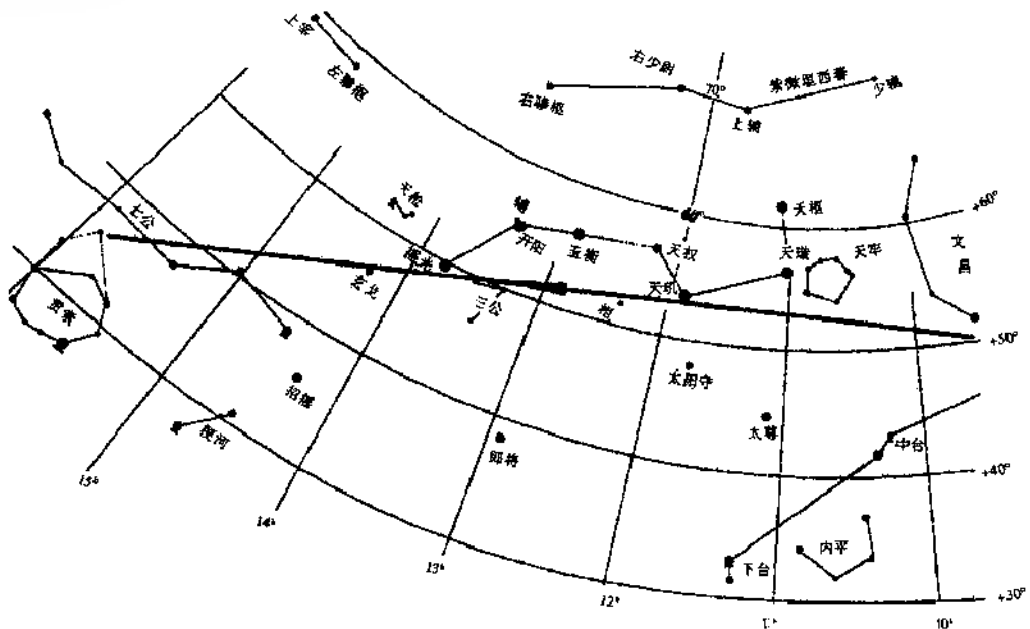 上宰
左骖枢
右少尉
右骖枢
70°
紫微垣西蕃
上辅
少辅
+60°
七公
天枪
辅
开阳
玉衡
天权
天枢
天璇
天牢
文昌
摇光
玄戈
三公
相
天玑
贯索
+50°
太阳守
太尊
招摇
梗河
郎将
中台
+40°
下台
内平
+30°
15ʰ
14ʰ
13ʰ
12ʰ
11ʰ
10ʰ